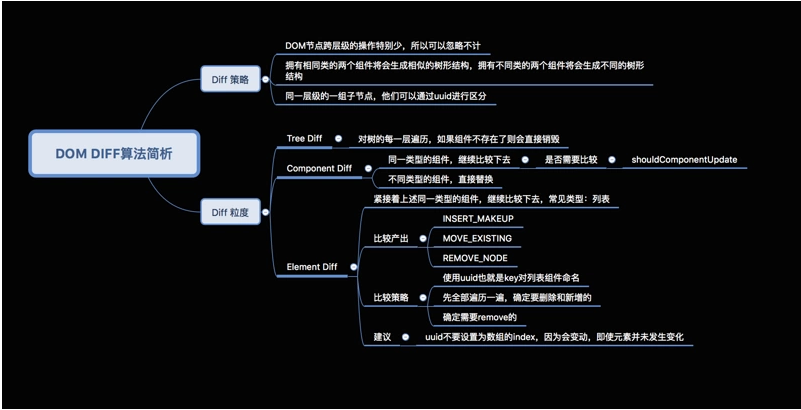 DOM DIFF算法简析
Diff 策略
DOM节点跨层级的操作特别少，所以可以忽略不计
拥有相同类的两个组件将会生成相似的树形结构，拥有不同类的两个组件将会生成不同的树形
结构
同一层级的一组子节点，他们可以通过uuid进行区分
Diff 粒度
Tree Diff
对树的每一层遍历，如果组件不存在了则会直接销毁
Component Diff
同一类型的组件，继续比较下去
是否需要比较
shouldComponentUpdate
不同类型的组件，直接替换
Element Diff
紧接着上述同一类型的组件，继续比较下去，常见类型：列表
比较产出
INSERT_MAKEUP
MOVE_EXISTING
REMOVE_NODE
比较策略
使用uuid也就是key对列表组件命名
先全部遍历一遍，确定要删除和新增的
确定需要remove的
建议
uuid不要设置为数组的index，因为会变动，即使元素并未发生变化